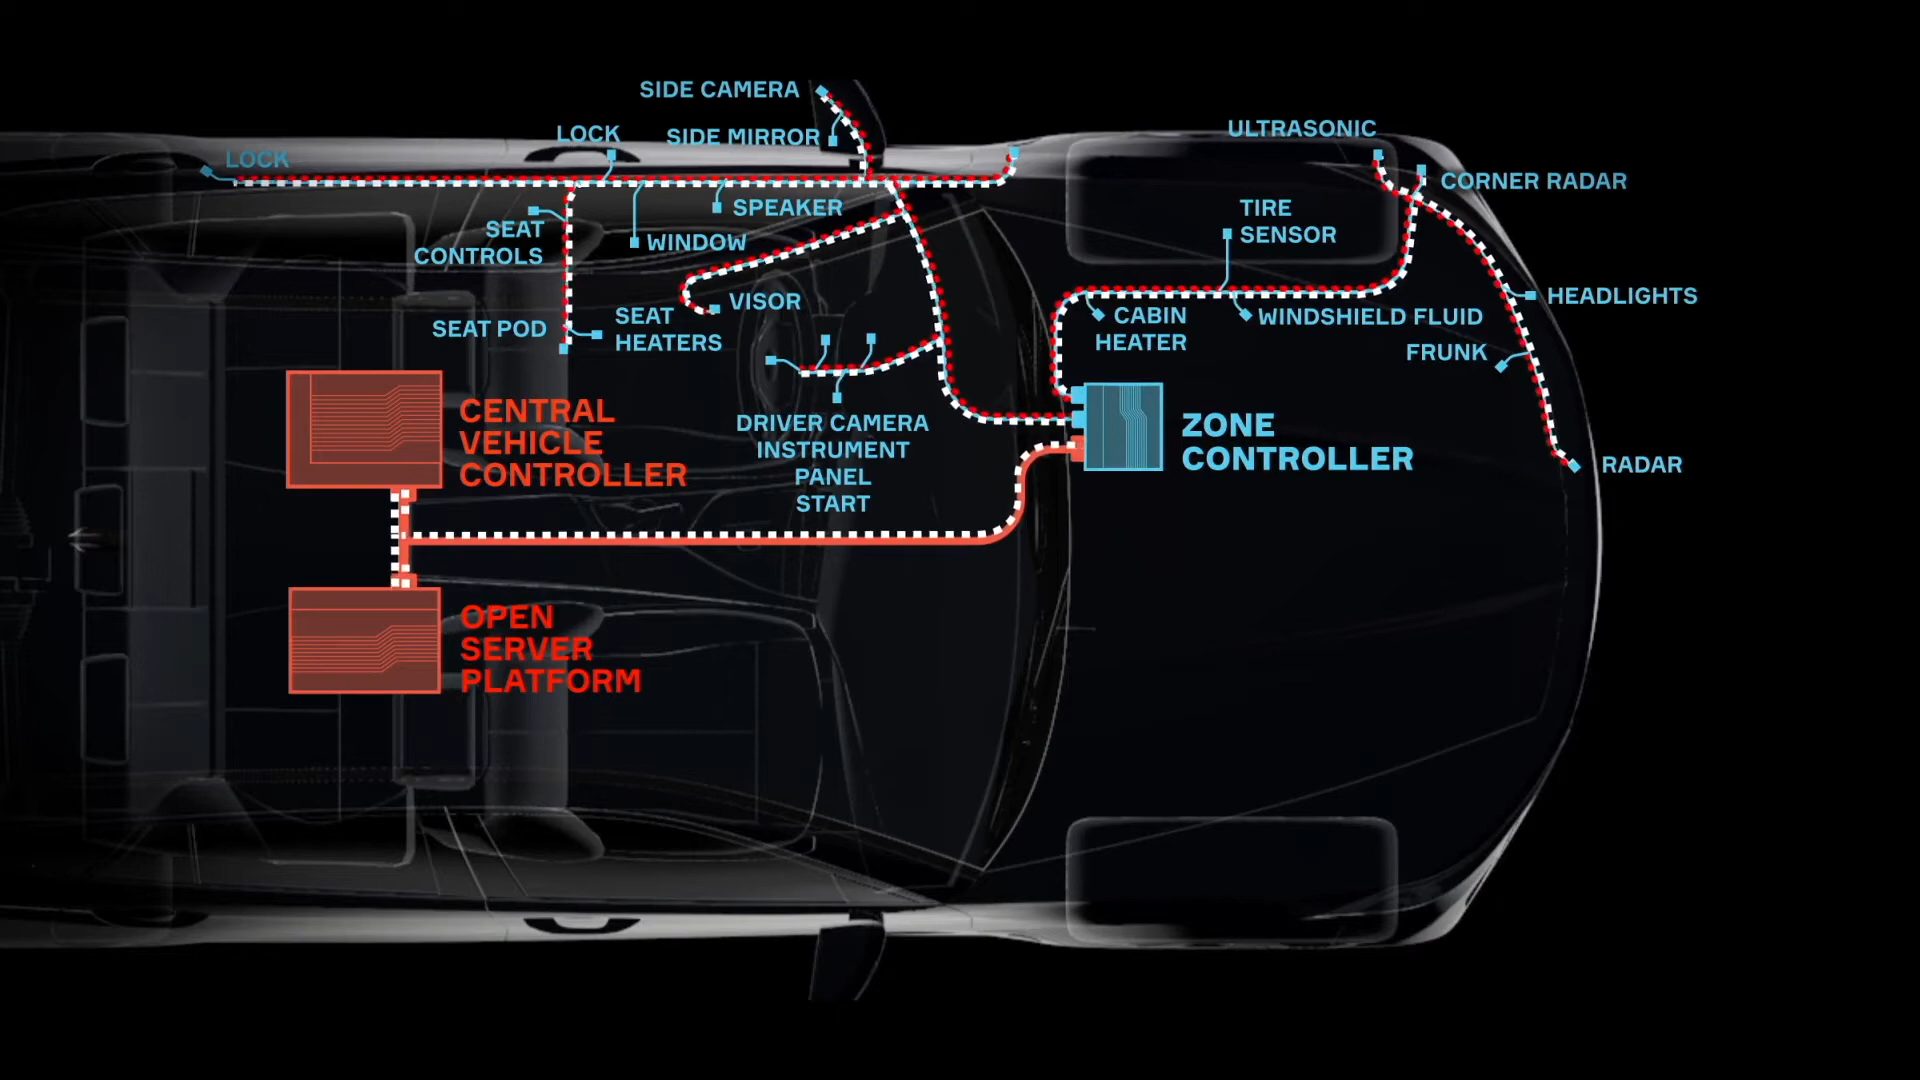 SIDE CAMERA
LOCK
SIDE MIRROR
ULTRASONIC
LOCK
CORNER RADAR
SPEAKER
TIRE
SENSOR
SEAT
CONTROLS
WINDOW
VISOR
HEADLIGHTS
SEAT POD
SEAT
HEATERS
CABIN
HEATER
WINDSHIELD FLUID
FRUNK
CENTRAL
VEHICLE
CONTROLLER
DRIVER CAMERA
INSTRUMENT
PANEL
START
ZONE
CONTROLLER
RADAR
OPEN
SERVER
PLATFORM